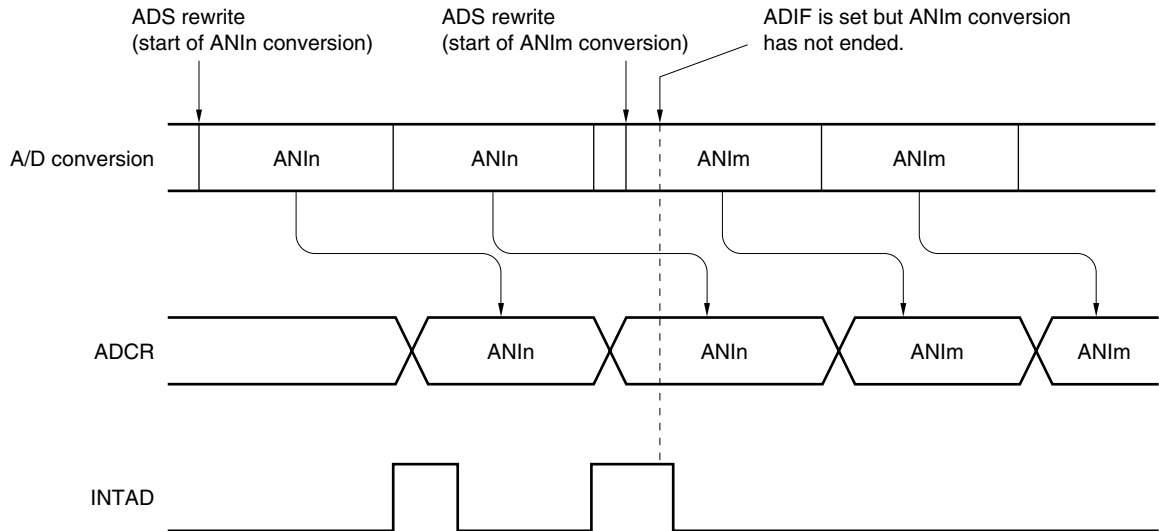 ADS rewrite
(start of ANIn conversion)
ADS rewrite
(start of ANIm conversion)
ADIF is set but ANIm conversion
has not ended.
A/D conversion
ANIn
ANIn
ANIm
ANIm
ADCR
ANIn
ANIn
ANIm
ANIm
INTAD